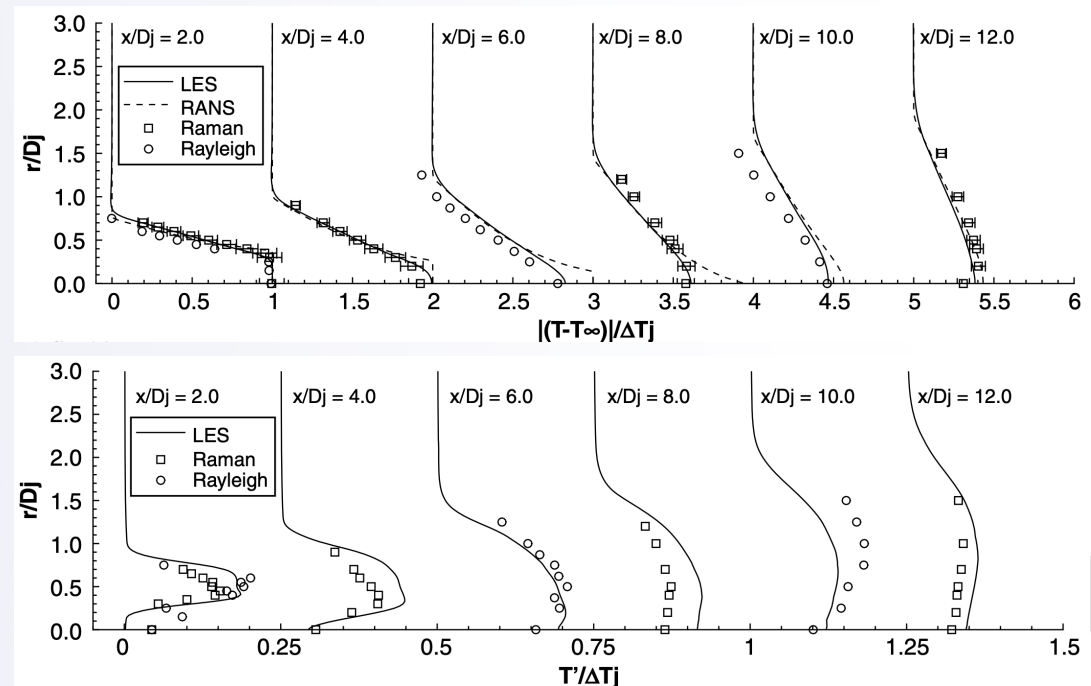 3.0
2.5
2.0
1.5
1.0
0.5
0.0
r/Dj
x/Dj = 2.0 x/Dj = 4.0 x/Dj = 6.0 x/Dj = 8.0 x/Dj = 10.0 x/Dj = 12.0
LES
RANS
Raman
Rayleigh
0 0.5 1 1.5 2 2.5 3 3.5 4 4.5 5 5.5 6
|(T-T∞)|/ΔTj
3.0
2.5
2.0
1.5
1.0
0.5
0.0
r/Dj
x/Dj = 2.0 x/Dj = 4.0 x/Dj = 6.0 x/Dj = 8.0 x/Dj = 10.0 x/Dj = 12.0
LES
Raman
Rayleigh
0 0.25 0.5 0.75 1 1.25 1.5
T'/ΔTj